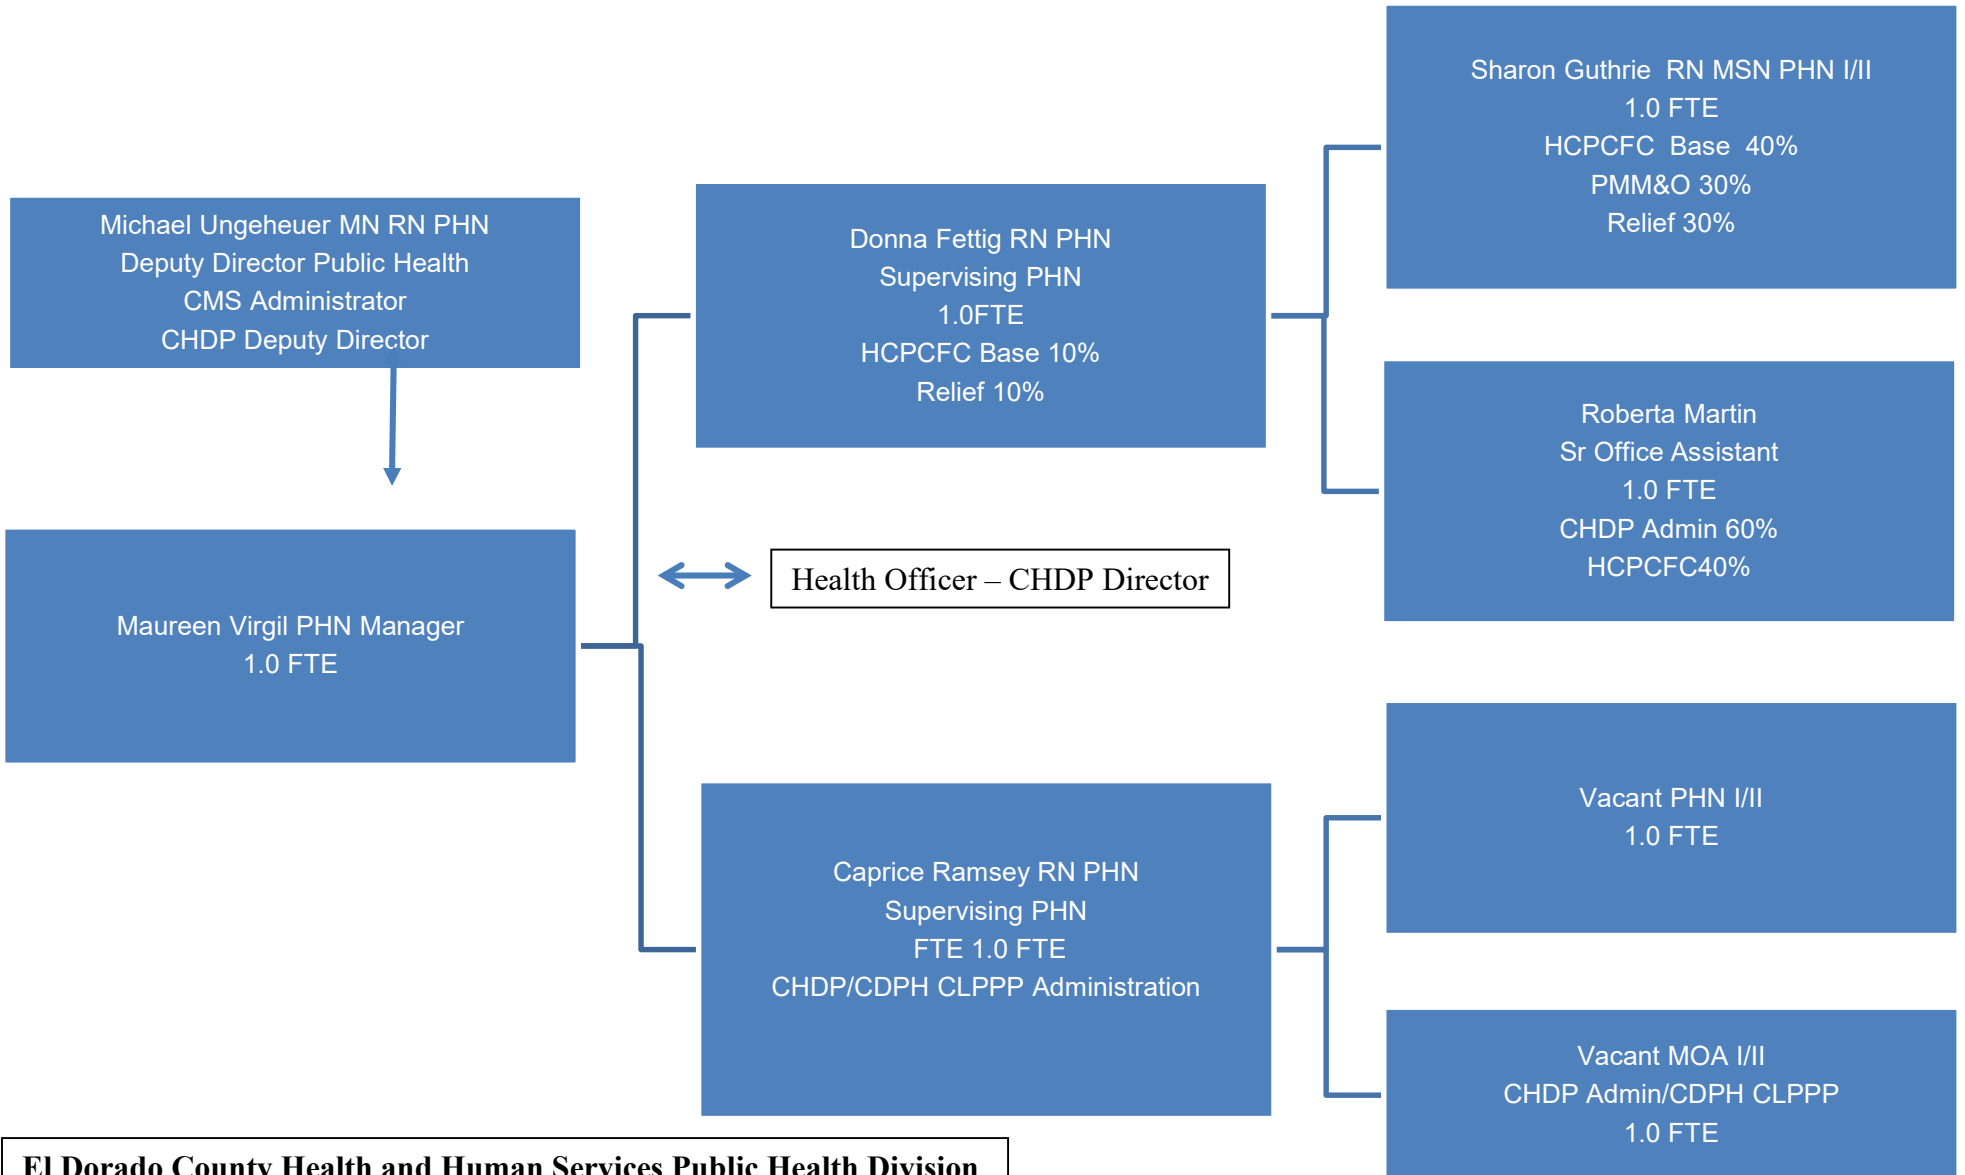 Michael Ungeheuer MN RN PHN
Deputy Director Public Health
CMS Administrator
CHDP Deputy Director
Maureen Virgil PHN Manager
1.0 FTE
Donna Fettig RN PHN
Supervising PHN
1.0FTE
HCPCFC Base 10%
Relief 10%
Health Officer – CHDP Director
Caprice Ramsey RN PHN
Supervising PHN
FTE 1.0 FTE
CHDP/CDPH CLPPP Administration
Sharon Guthrie RN MSN PHN I/II
1.0 FTE
HCPCFC Base 40%
PMM&O 30%
Relief 30%
Roberta Martin
Sr Office Assistant
1.0 FTE
CHDP Admin 60%
HCPCFC40%
Vacant PHN I/II
1.0 FTE
Vacant MOA I/II
CHDP Admin/CDPH CLPPP
1.0 FTE
El Dorado County Health and Human Services Public Health Division